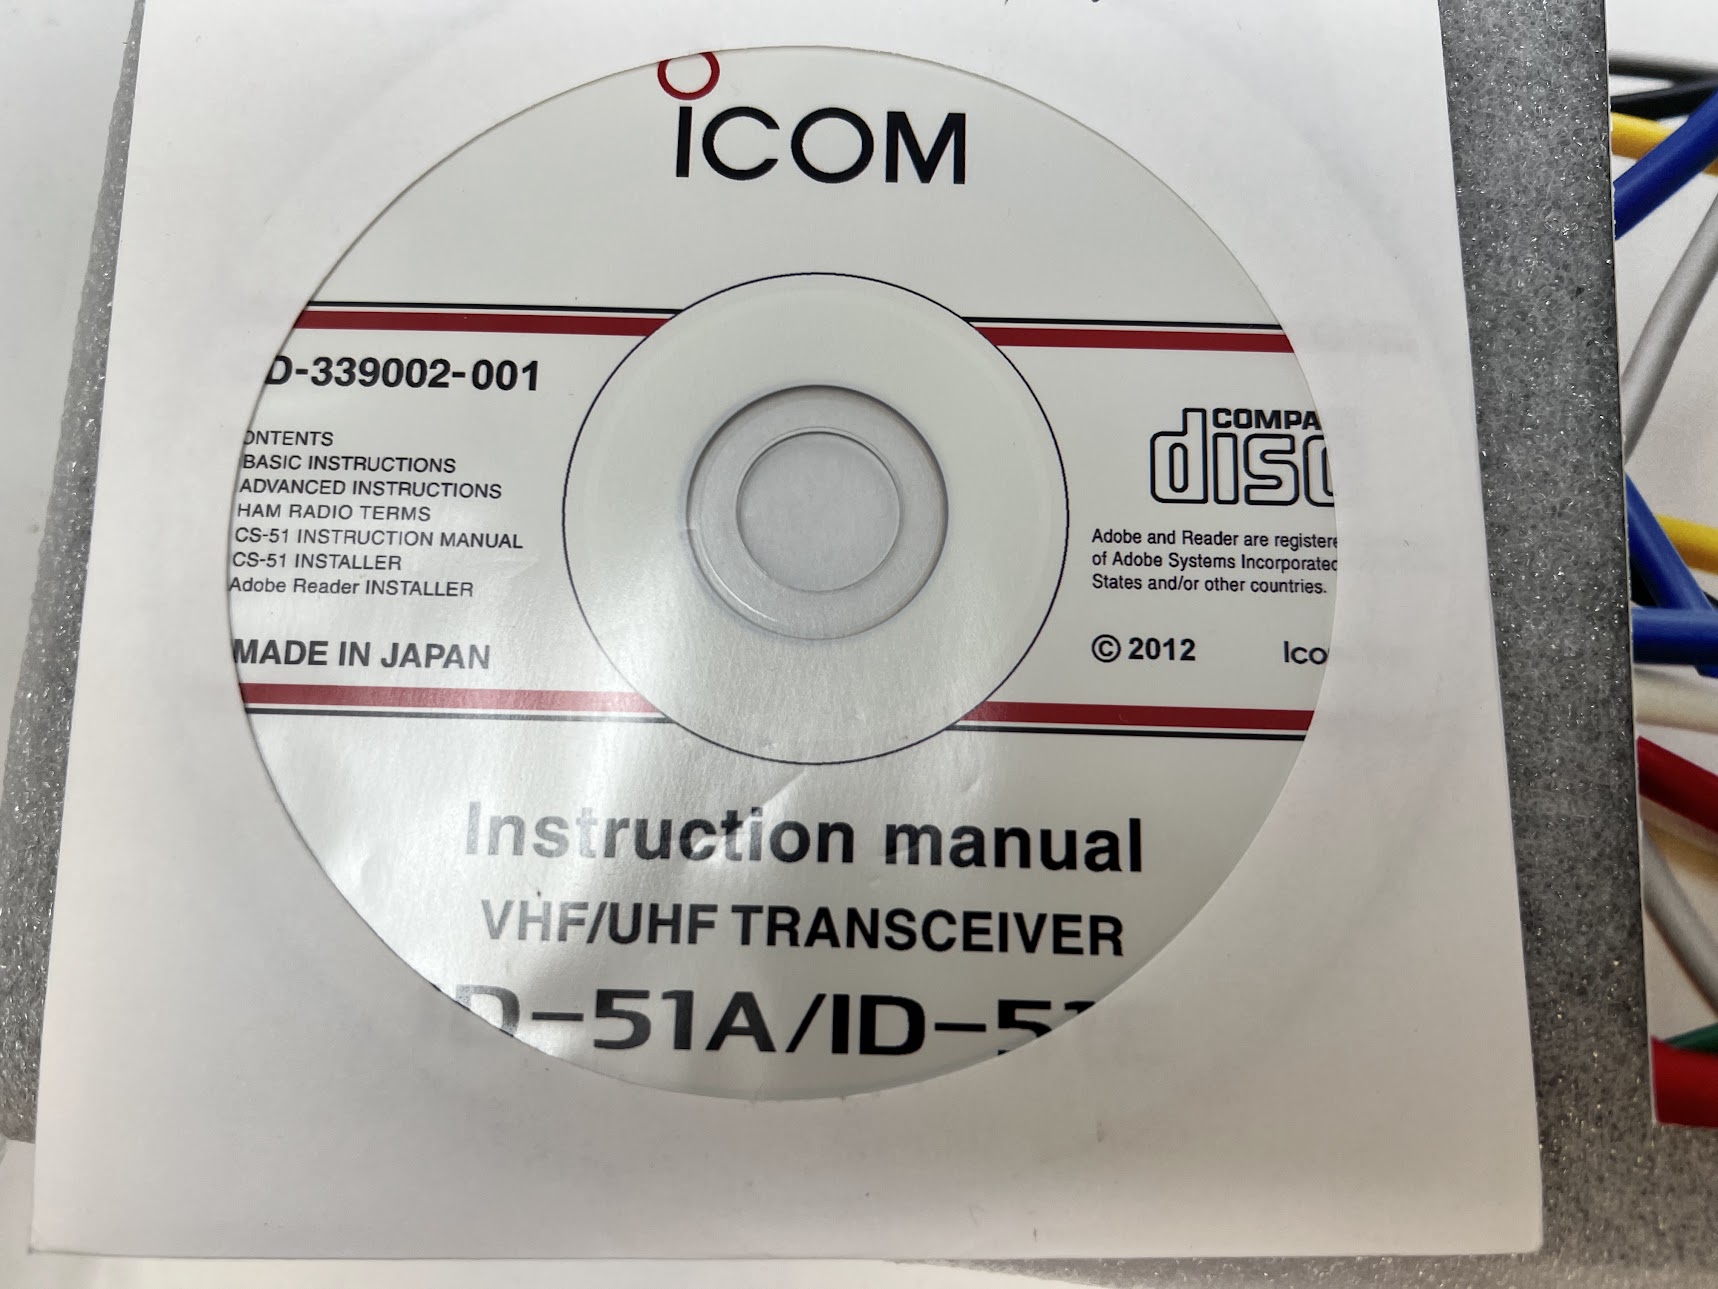 iCOM
D-339002-001
ONTENTS
BASIC INSTRUCTIONS
ADVANCED INSTRUCTIONS
HAM RADIO TERMS
CS-51 INSTRUCTION MANUAL
CS-51 INSTALLER
Adobe Reader INSTALLER
MADE IN JAPAN
COMPA
disc
Adobe and Reader are registere
of Adobe Systems Incorporated
States and/or other countries.
© 2012 Ico
Instruction manual
VHF/UHF TRANSCEIVER
D-51A/ID-51